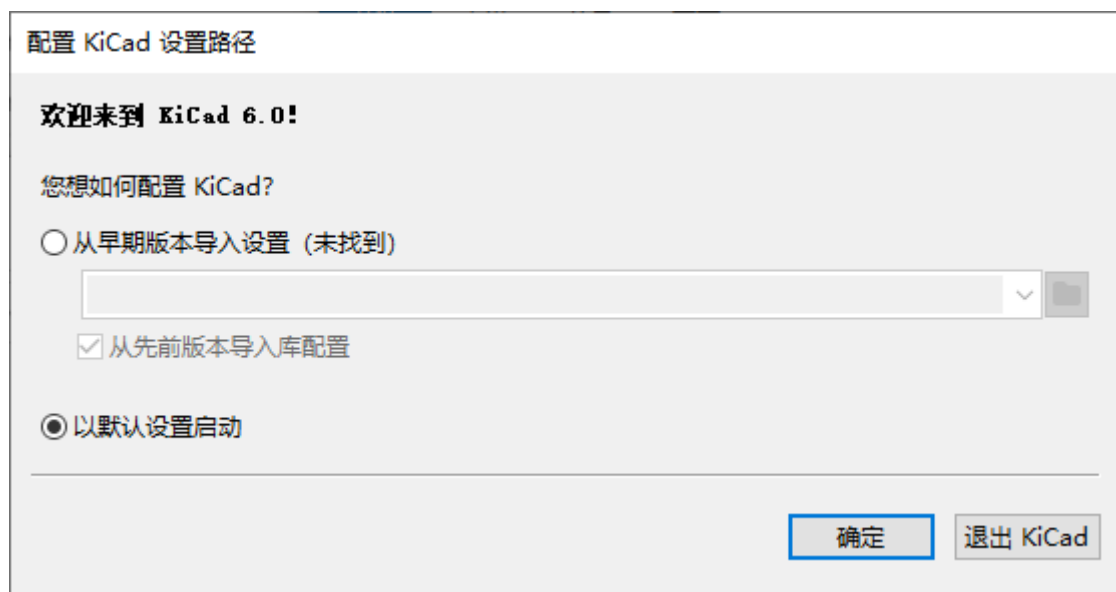 配置 KiCad 设置路径
欢迎来到 KiCad 6.0!
您想如何配置 KiCad?
从早期版本导入设置 (未找到)
从先前版本导入库配置
以默认设置启动
确定 退出 KiCad